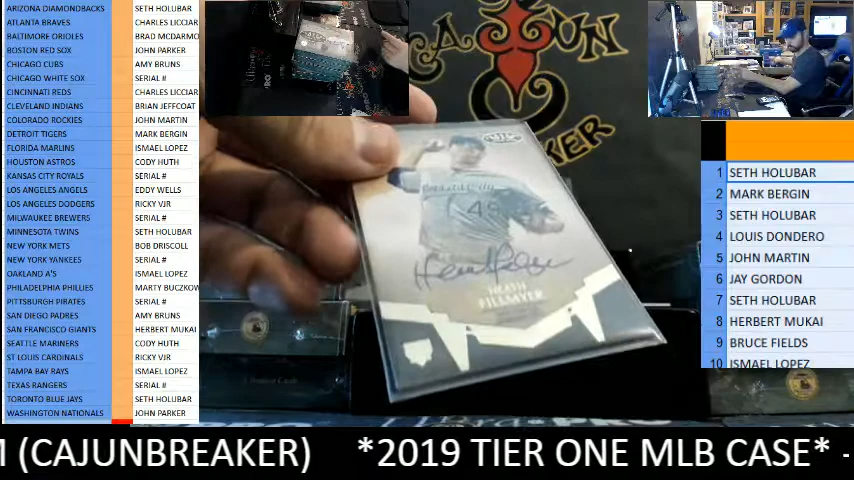 ARIZONA DIAMONDBACKS SETH HOLUBAR
ATLANTA BRAVES CHARLES LICCIAR
BALTIMORE ORIOLES BRAD MCDARMO
BOSTON RED SOX JOHN PARKER
CHICAGO CUBS AMY BRUNS
CHICAGO WHITE SOX SERIAL #
CINCINNATI REDS CHARLES LICCIAR
CLEVELAND INDIANS BRIAN JEFFCOAT
COLORADO ROCKIES JOHN MARTIN
DETROIT TIGERS MARK BERGIN
FLORIDA MARLINS ISMAEL LOPEZ
HOUSTON ASTROS CODY HUTH
KANSAS CITY ROYALS SERIAL #
LOS ANGELES ANGELS EDDY WELLS
LOS ANGELES DODGERS RICKY VJR
MILWAUKEE BREWERS SERIAL #
MINNESOTA TWINS SETH HOLUBAR
NEW YORK METS BOB DRISCOLL
NEW YORK YANKEES SERIAL #
OAKLAND A'S ISMAEL LOPEZ
PHILADELPHIA PHILLIES MARTY BUCZKOW
PITTSBURGH PIRATES SERIAL #
SAN DIEGO PADRES AMY BRUNS
SAN FRANCISCO GIANTS HERBERT MUKAI
SEATTLE MARINERS CODY HUTH
ST LOUIS CARDINALS RICKY VJR
TAMPA BAY RAYS ISMAEL LOPEZ
TEXAS RANGERS SERIAL #
TORONTO BLUE JAYS SETH HOLUBAR
WASHINGTON NATIONALS JOHN PARKER
49
HEATH
FILLMYER
1 SETH HOLUBAR
2 MARK BERGIN
3 SETH HOLUBAR
4 LOUIS DONDERO
5 JOHN MARTIN
6 JAY GORDON
7 SETH HOLUBAR
8 HERBERT MUKAI
9 BRUCE FIELDS
10 ISMAEL LOPEZ
M (CAJUNBREAKER) *2019 TIER ONE MLB CASE* -